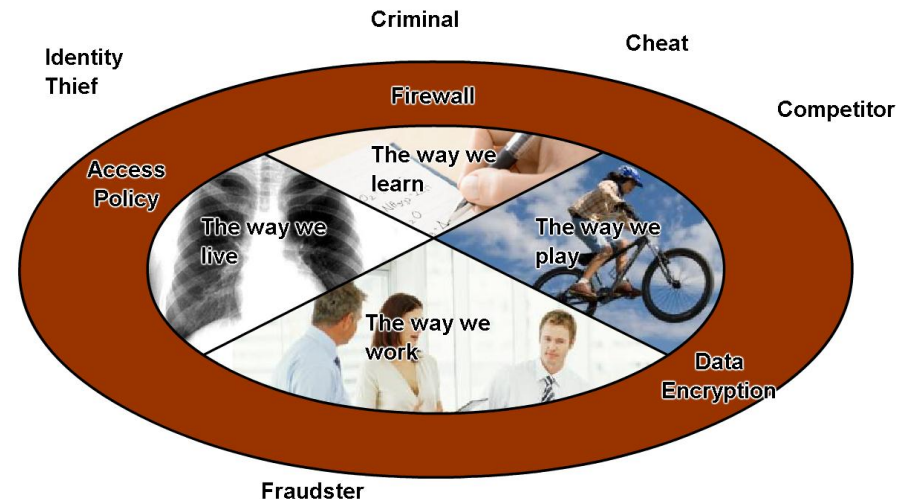 Criminal
Cheat
Identity
Thief
Competitor
Firewall
Access
Policy
The way we
learn
The way we
live
The way we
play
The way we
work
Data
Encryption
Fraudster